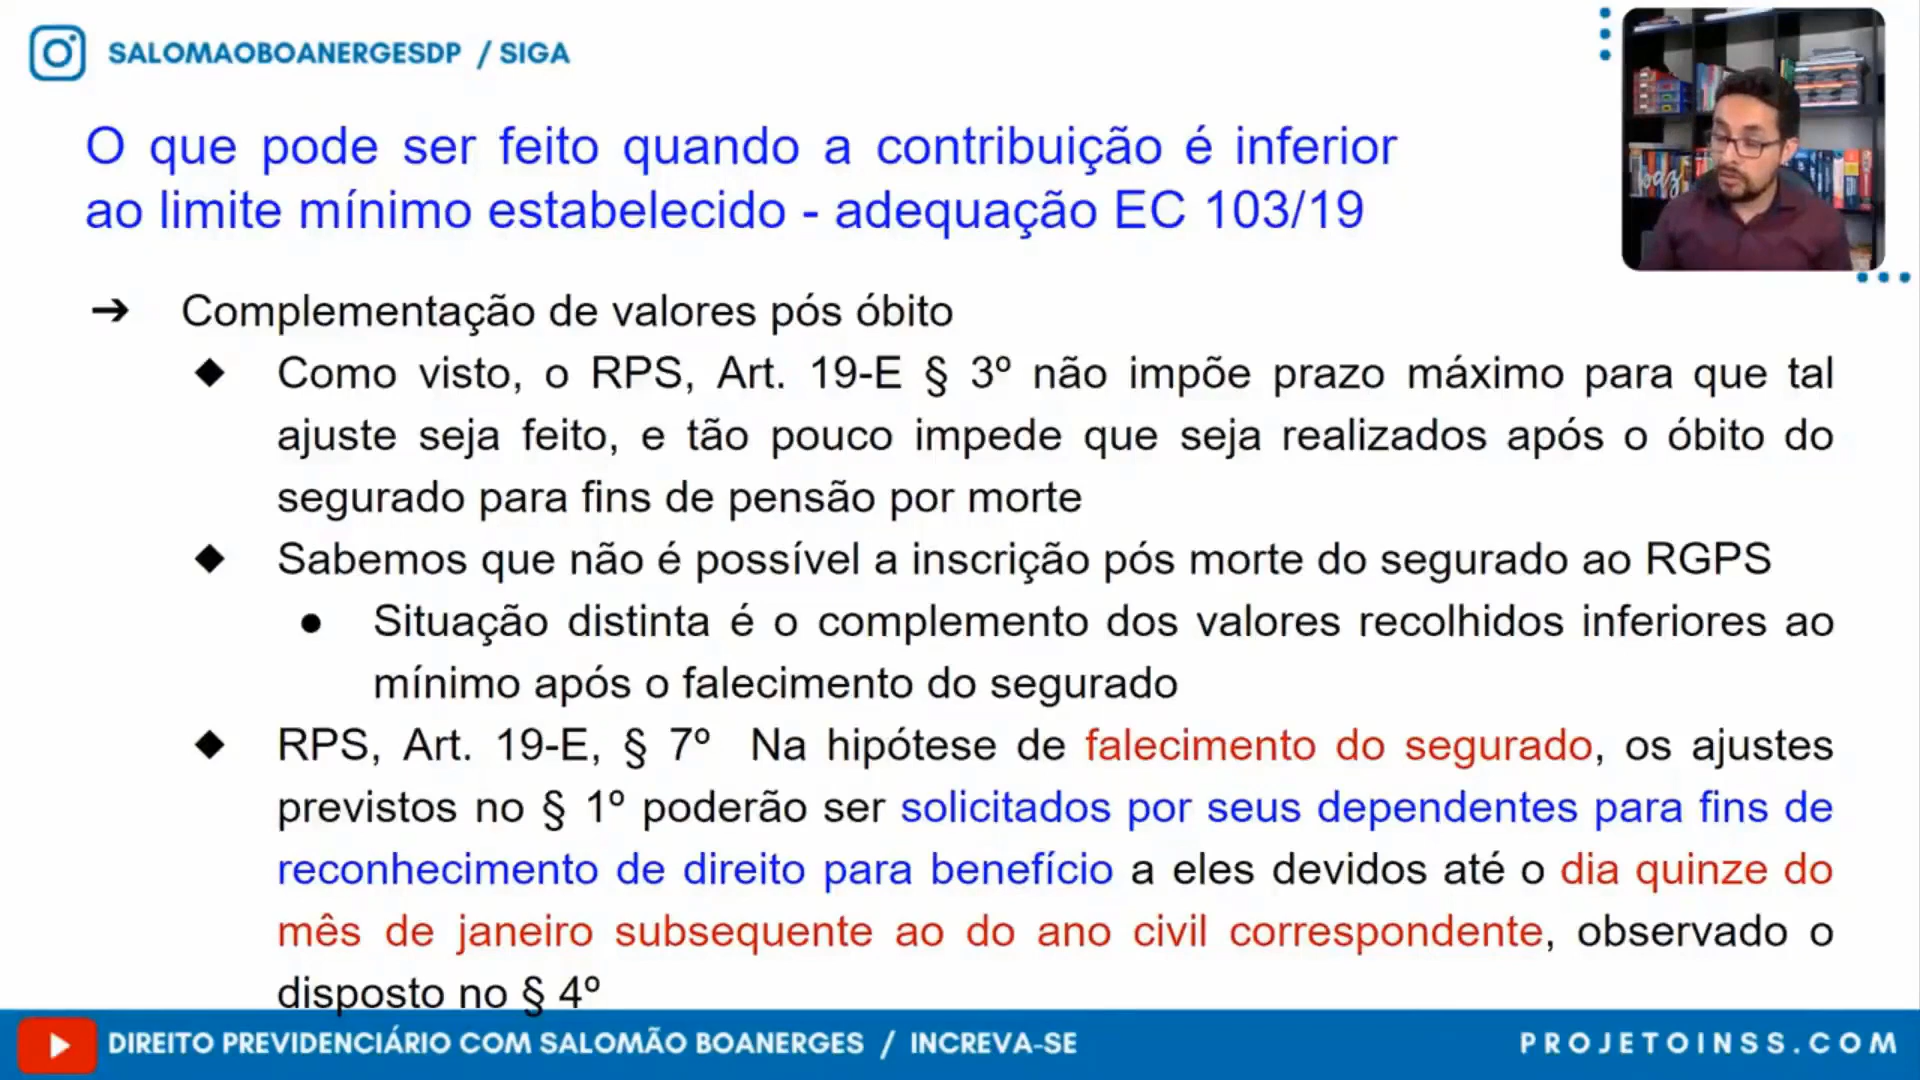 SALOMAOBOANERGESDP / SIGA
O que pode ser feito quando a contribuição é inferior
ao limite mínimo estabelecido - adequação EC 103/19
➔ Complementação de valores pós óbito
◆ Como visto, o RPS, Art. 19-E § 3º não impõe prazo máximo para que tal
ajuste seja feito, e tão pouco impede que seja realizados após o óbito do
segurado para fins de pensão por morte
◆ Sabemos que não é possível a inscrição pós morte do segurado ao RGPS
● Situação distinta é o complemento dos valores recolhidos inferiores ao
mínimo após o falecimento do segurado
◆ RPS, Art. 19-E, § 7º Na hipótese de falecimento do segurado, os ajustes
previstos no § 1º poderão ser solicitados por seus dependentes para fins de
reconhecimento de direito para benefício a eles devidos até o dia quinze do
mês de janeiro subsequente ao do ano civil correspondente, observado o
disposto no § 4º
DIREITO PREVIDENCIÁRIO COM SALOMÃO BOANERGES / INCREVA-SE
PROJETOINSS.COM